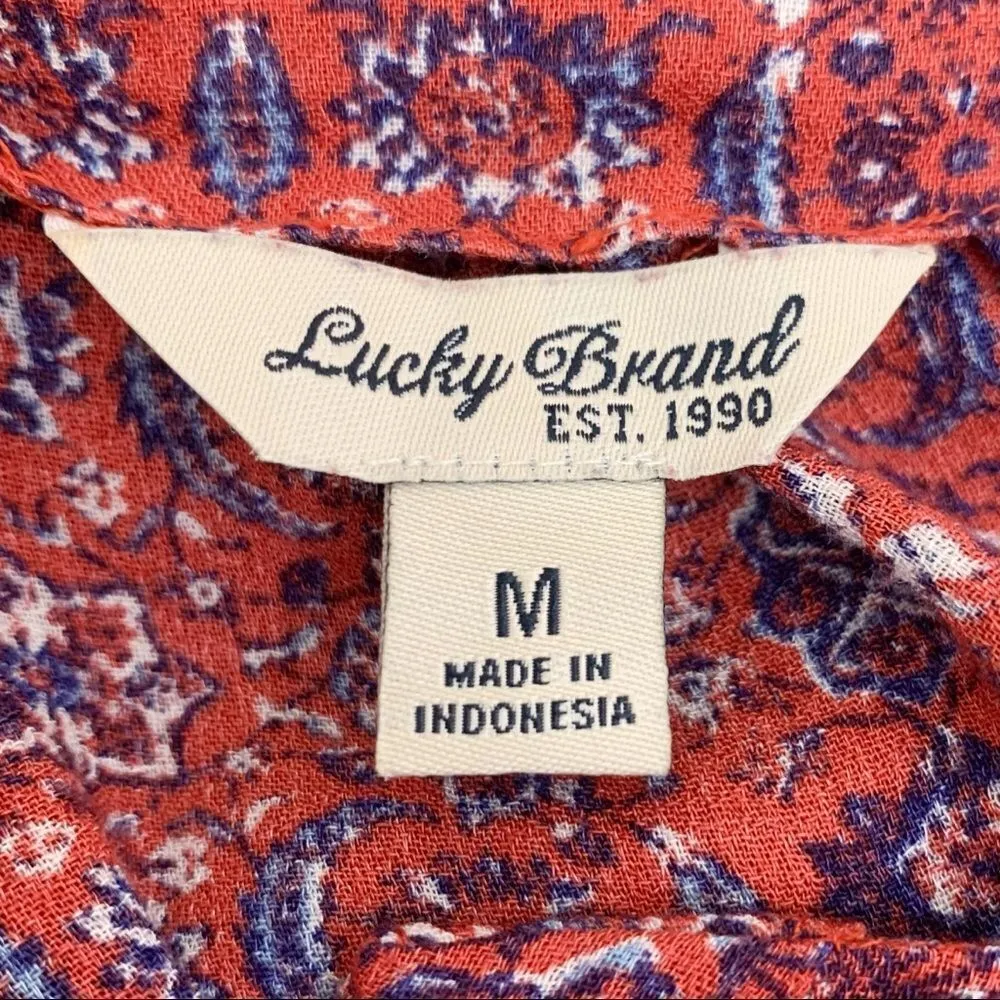 Lucky Brand
EST. 1990
M
MADE IN
INDONESIA